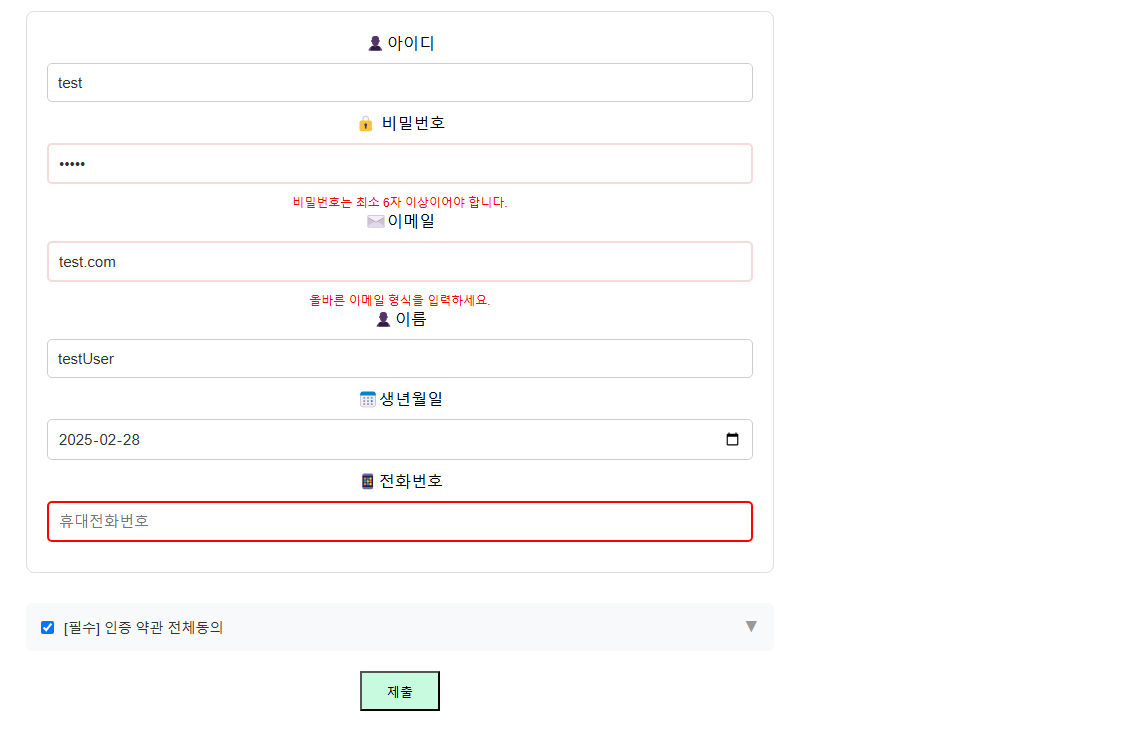 아이디
test
비밀번호
•••••
비밀번호는 최소 6자 이상이어야 합니다.
이메일
test.com
올바른 이메일 형식을 입력하세요.
이름
testUser
생년월일
2025-02-28
전화번호
휴대전화번호
[필수] 인증 약관 전체동의
제출